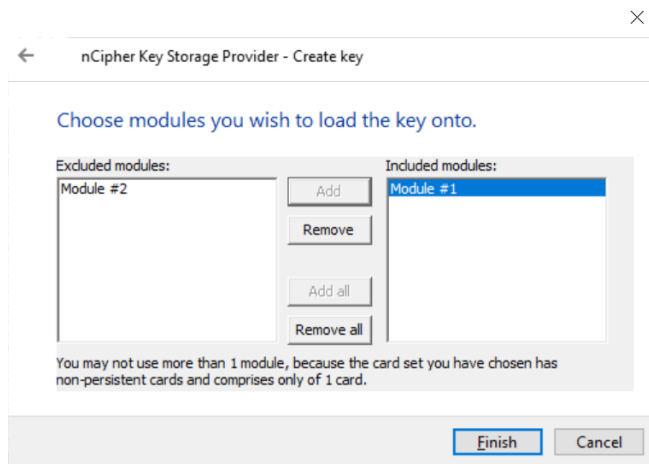 nCipher Key Storage Provider - Create key
Choose modules you wish to load the key onto.
Excluded modules:
Included modules:
Module #2
Add
Module #1
Remove
Add all
Remove all
You may not use more than 1 module, because the card set you have chosen has
non-persistent cards and comprises only of 1 card.
Finish
Cancel